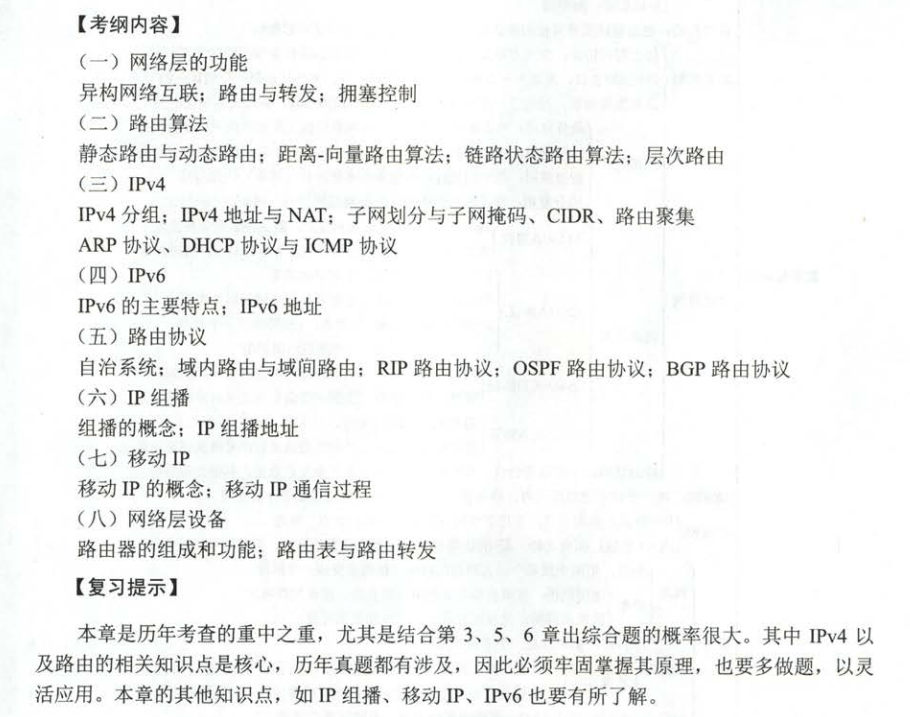 【考纲内容】
（一）网络层的功能
异构网络互联；路由与转发；拥塞控制
（二）路由算法
静态路由与动态路由；距离-向量路由算法；链路状态路由算法；层次路由
（三）IPv4
IPv4 分组；IPv4 地址与 NAT；子网划分与子网掩码、CIDR、路由聚集
ARP 协议、DHCP 协议与 ICMP 协议
（四）IPv6
IPv6 的主要特点；IPv6 地址
（五）路由协议
自治系统；域内路由与域间路由；RIP 路由协议；OSPF 路由协议；BGP 路由协议
（六）IP 组播
组播的概念；IP 组播地址
（七）移动 IP
移动 IP 的概念；移动 IP 通信过程
（八）网络层设备
路由器的组成和功能；路由表与路由转发
【复习提示】
本章是历年考查的重中之重，尤其是结合第 3、5、6 章出综合题的概率很大。其中 IPv4 以
及路由的相关知识点是核心，历年真题都有涉及，因此必须牢固掌握其原理，也要多做题，以灵
活应用。本章的其他知识点，如 IP 组播、移动 IP、IPv6 也要有所了解。